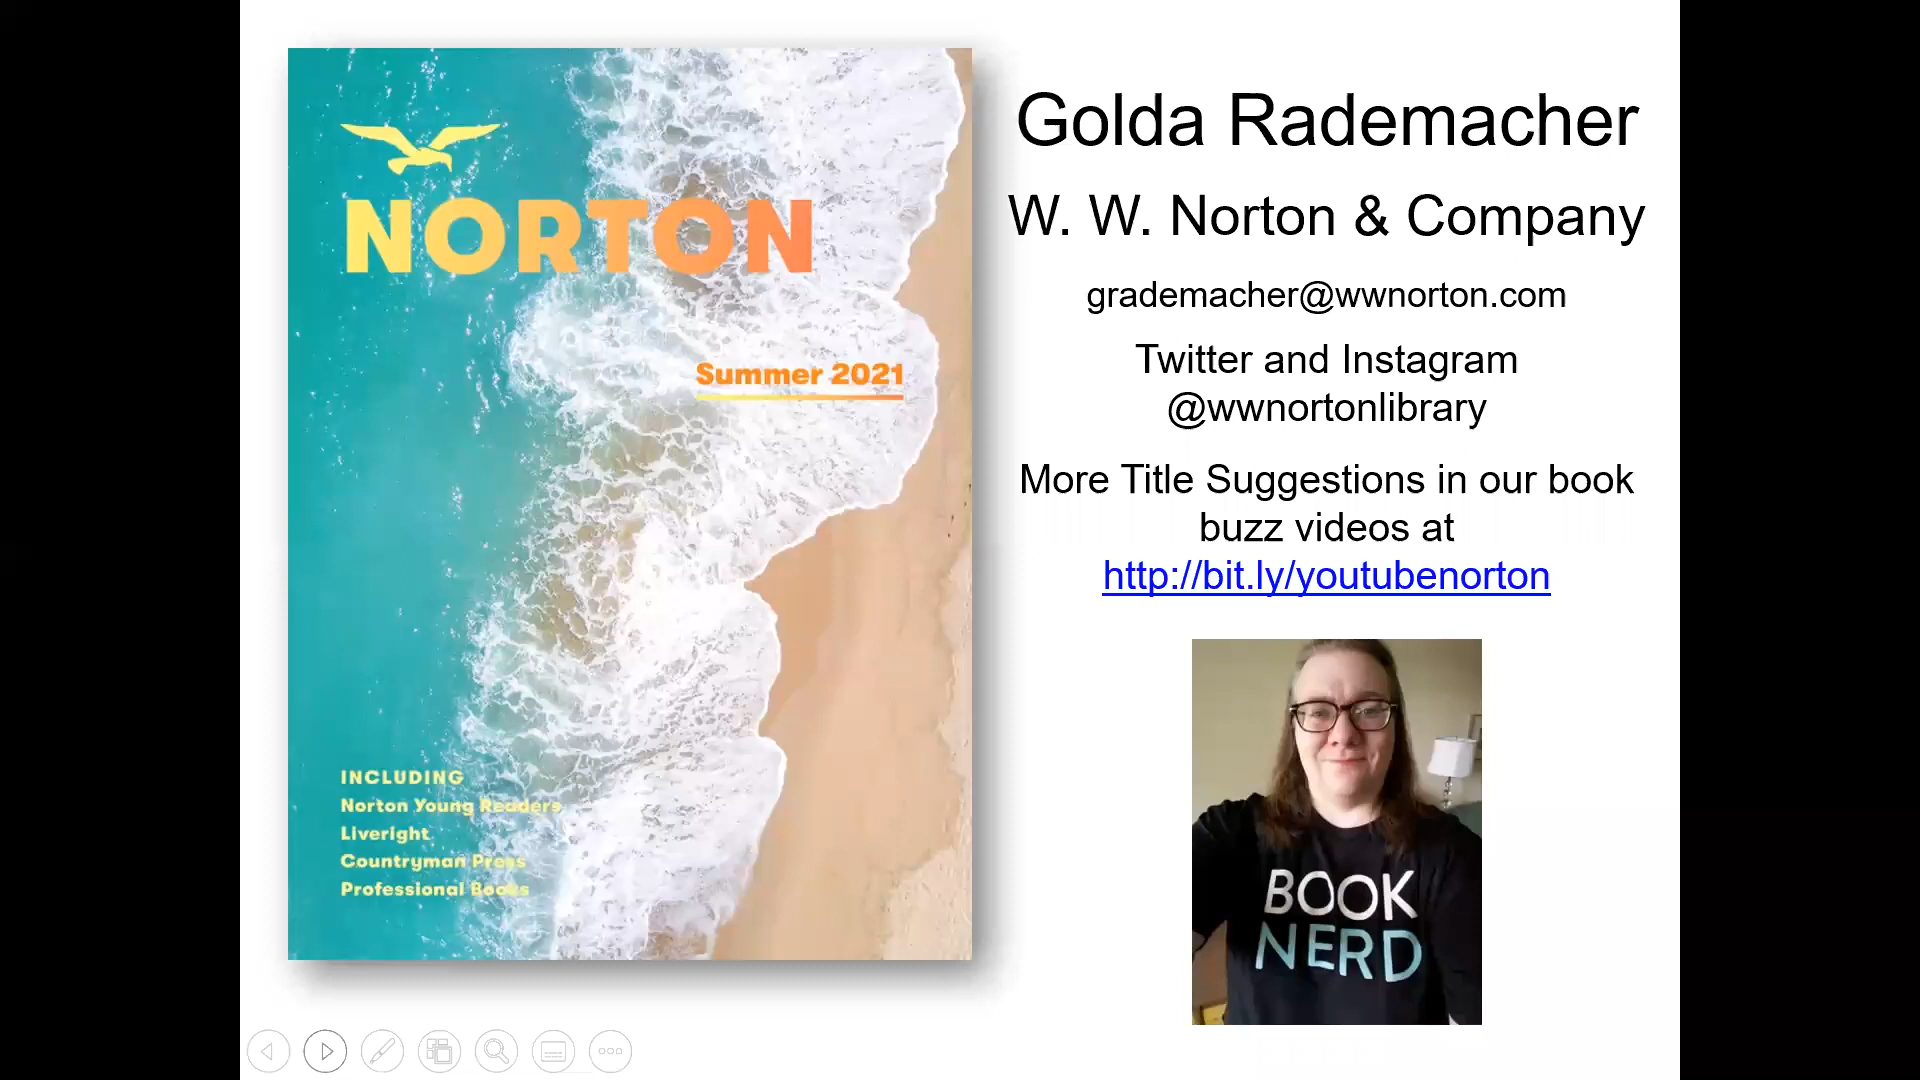 NORTON
Summer 2021
INCLUDING
Norton Young Readers
Liveright
Countryman Press
Professional Books
Golda Rademacher
W. W. Norton & Company
grademacher@wwnorton.com
Twitter and Instagram
@wwnortonlibrary
More Title Suggestions in our book
buzz videos at
http://bit.ly/youtubenorton
BOOK
NERD